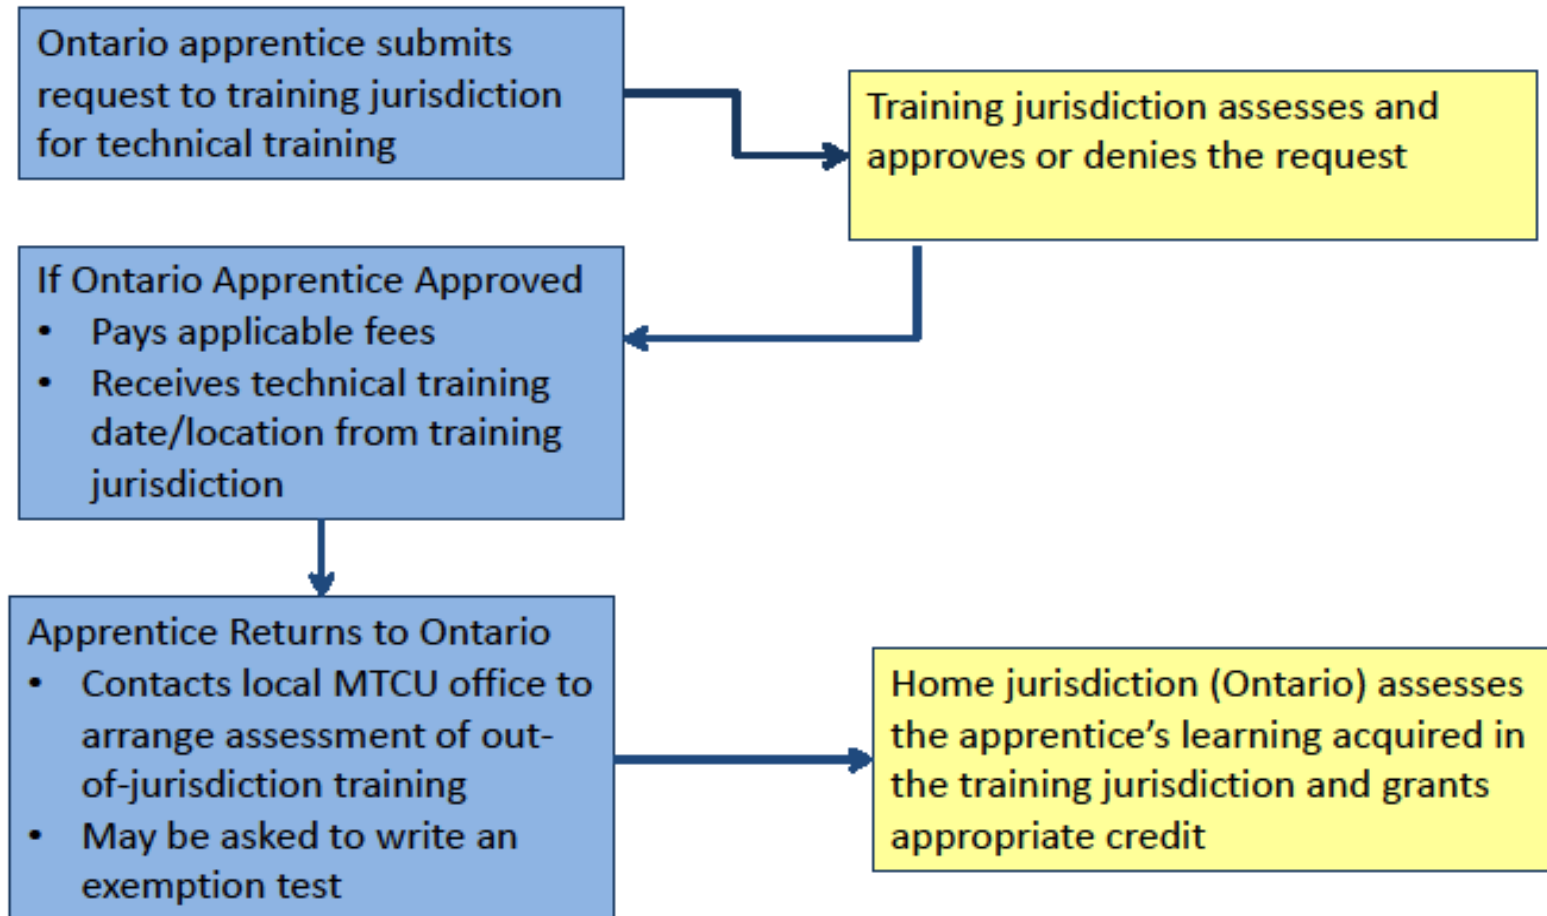 Ontario apprentice submits
request to training jurisdiction
for technical training
Training jurisdiction assesses and
approves or denies the request
If Ontario Apprentice Approved
• Pays applicable fees
• Receives technical training
date/location from training
jurisdiction
Apprentice Returns to Ontario
• Contacts local MTCU office to
arrange assessment of out-
of-jurisdiction training
• May be asked to write an
exemption test
Home jurisdiction (Ontario) assesses
the apprentice’s learning acquired in
the training jurisdiction and grants
appropriate credit